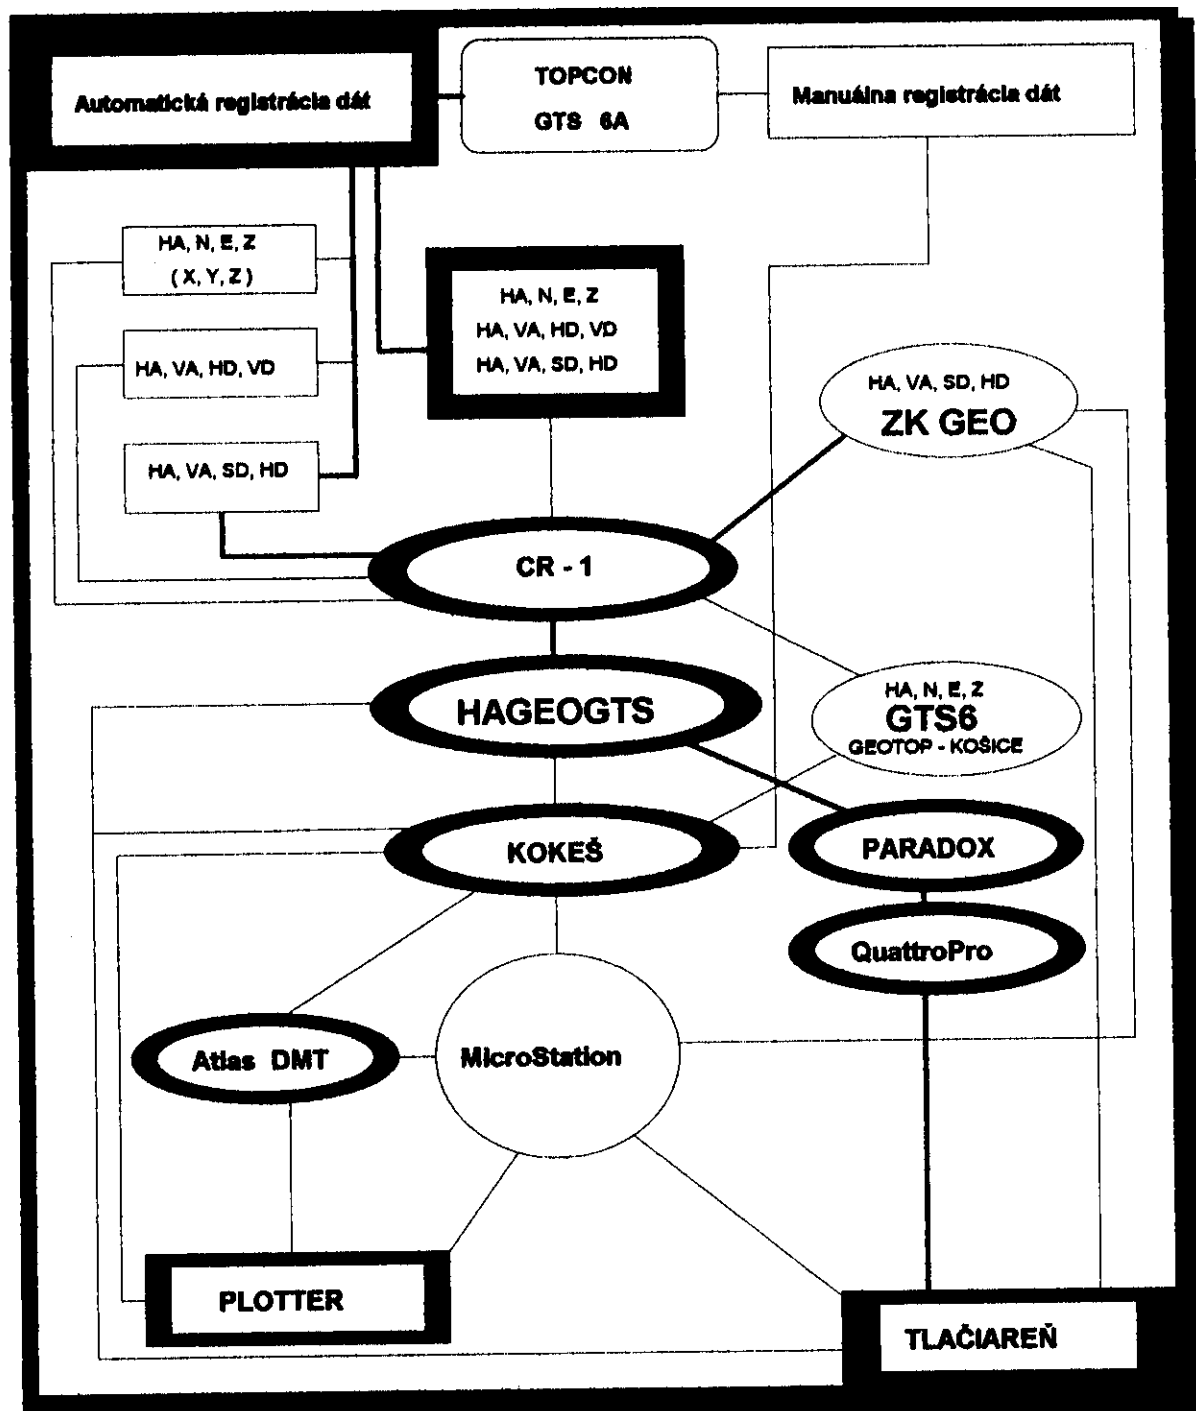 Automatická registrácia dát
TOPCON
GTS 6A
Manuálna registrácia dát
HA, N, E, Z
( X, Y, Z )
HA, VA, HD, VD
HA, VA, SD, HD
HA, N, E, Z
HA, VA, HD, VD
HA, VA, SD, HD
HA, VA, SD, HD
ZK GEO
CR - 1
HAGEOGTS
HA, N, E, Z
GTS6
GEOTOP - KOŠICE
KOKEŠ
PARADOX
QuattroPro
Atlas DMT
MicroStation
PLOTTER
TLAČIAREŇ